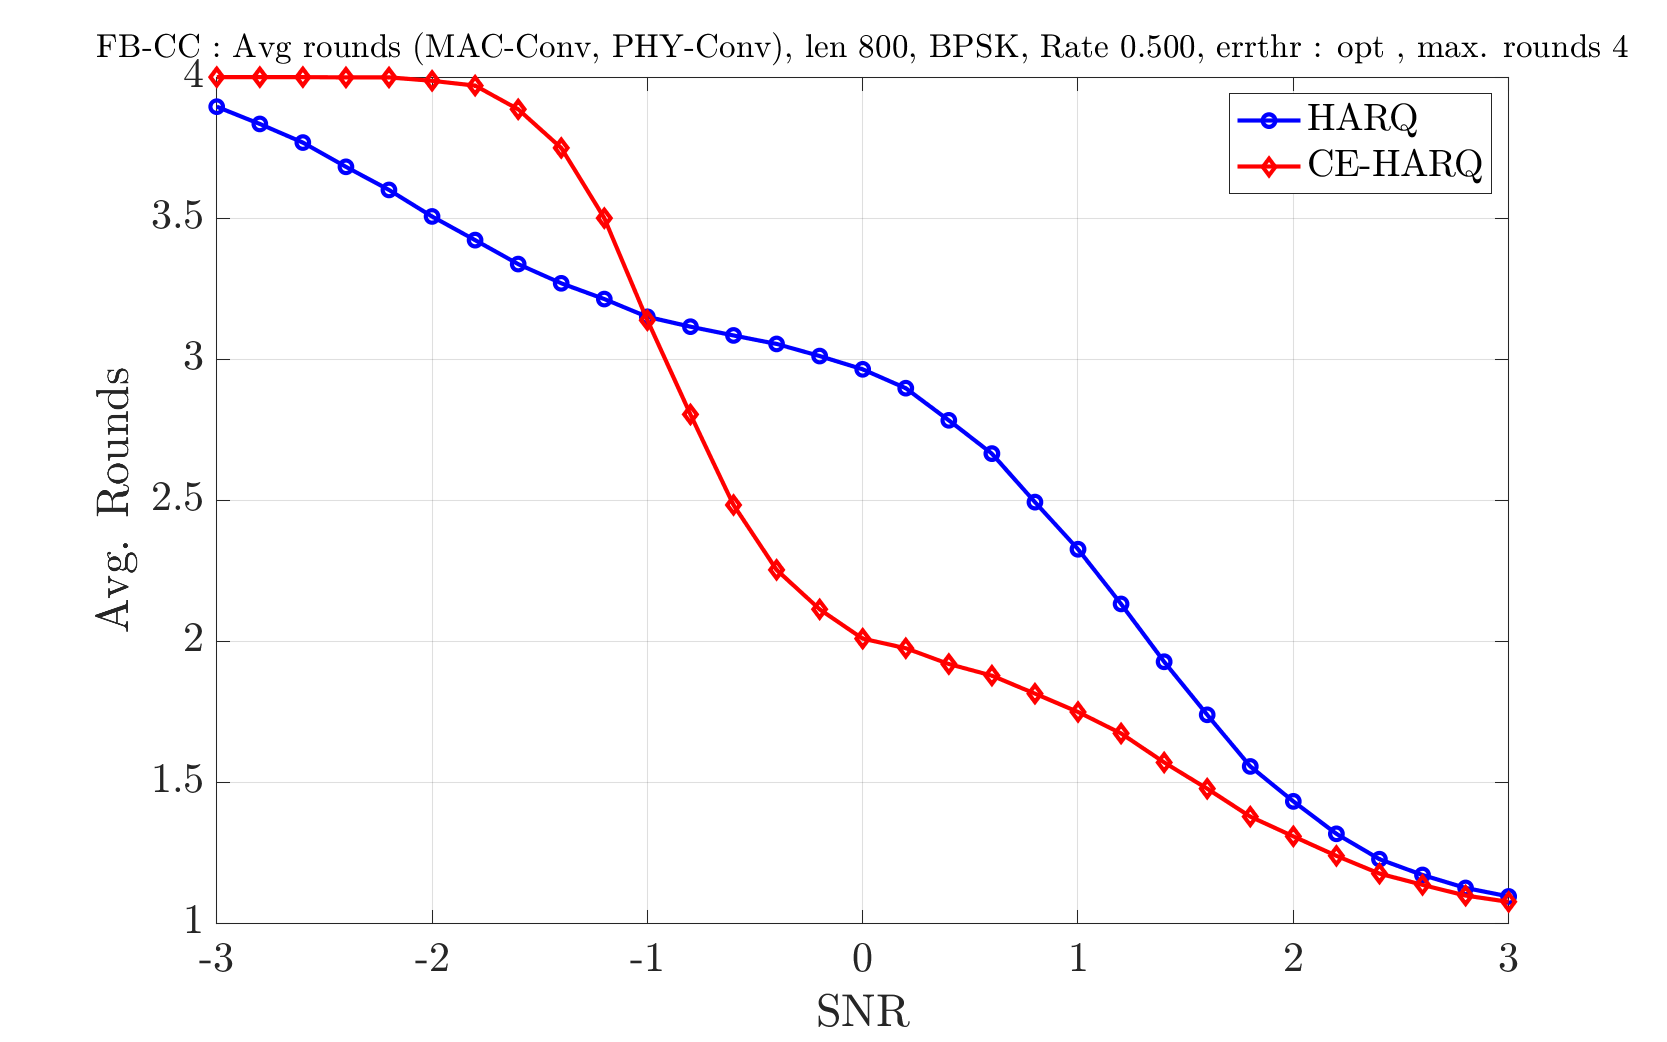 FB-CC : Avg rounds (MAC-Conv, PHY-Conv), len 800, BPSK, Rate 0.500, errthr : opt , max. rounds 4
HARQ
CE-HARQ
4
3.5
3
2.5
2
1.5
1
Avg. Rounds
-3
-2
-1
0
1
2
3
SNR